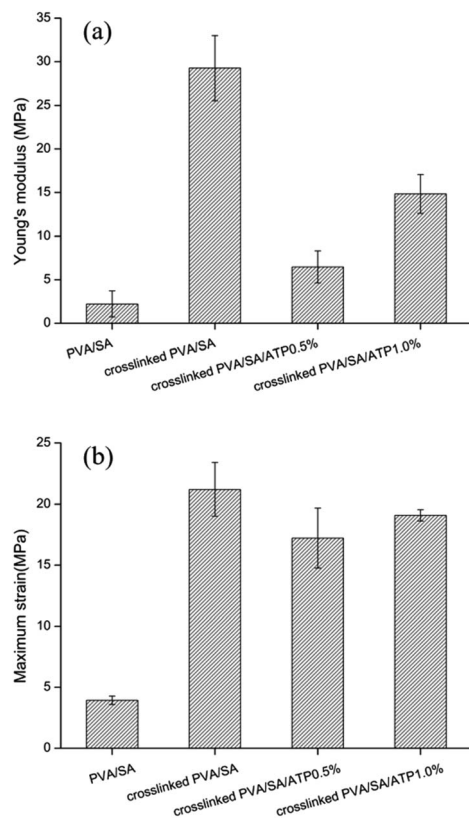 (a)
Young's modulus (MPa)
35
30
25
20
15
10
5
0
PVA/SA
crosslinked PVA/SA
crosslinked PVA/SA/ATP0.5%
crosslinked PVA/SA/ATP1.0%
(b)
Maximum strain(MPa)
25
20
15
10
5
0
PVA/SA
crosslinked PVA/SA
crosslinked PVA/SA/ATP0.5%
crosslinked PVA/SA/ATP1.0%